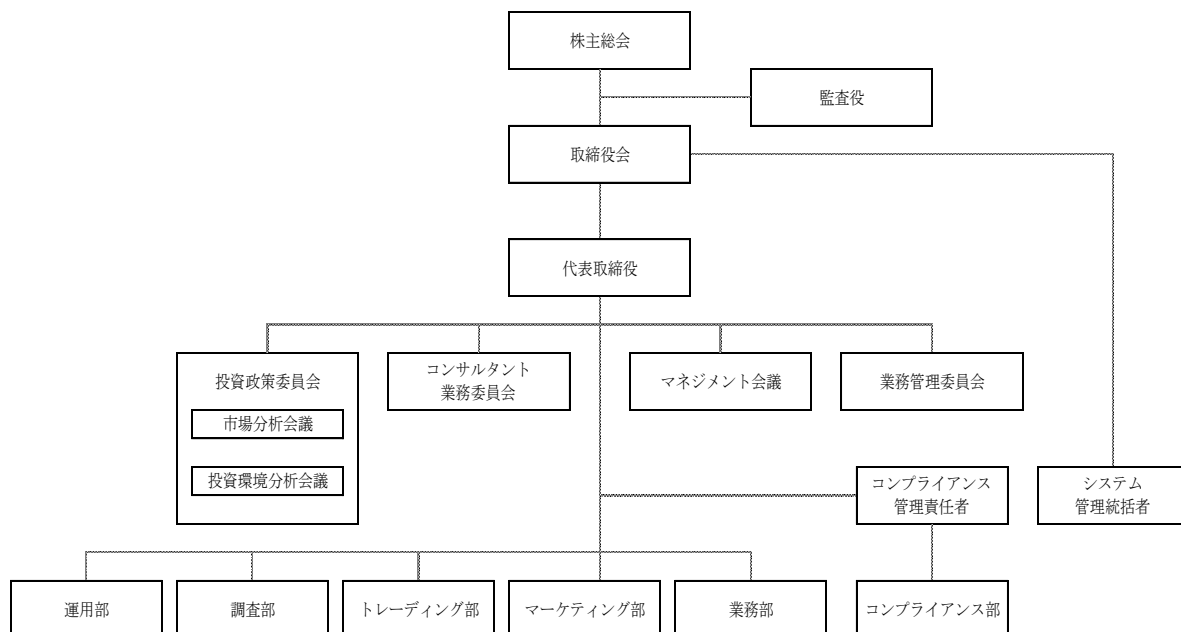 株主総会
監査役
取締役会
代表取締役
投資政策委員会
市場分析会議
投資環境分析会議
コンサルタント
業務委員会
マネジメント会議
業務管理委員会
コンプライアンス
管理責任者
システム
管理統括者
運用部
調査部
トレーディング部
マーケティング部
業務部
コンプライアンス部